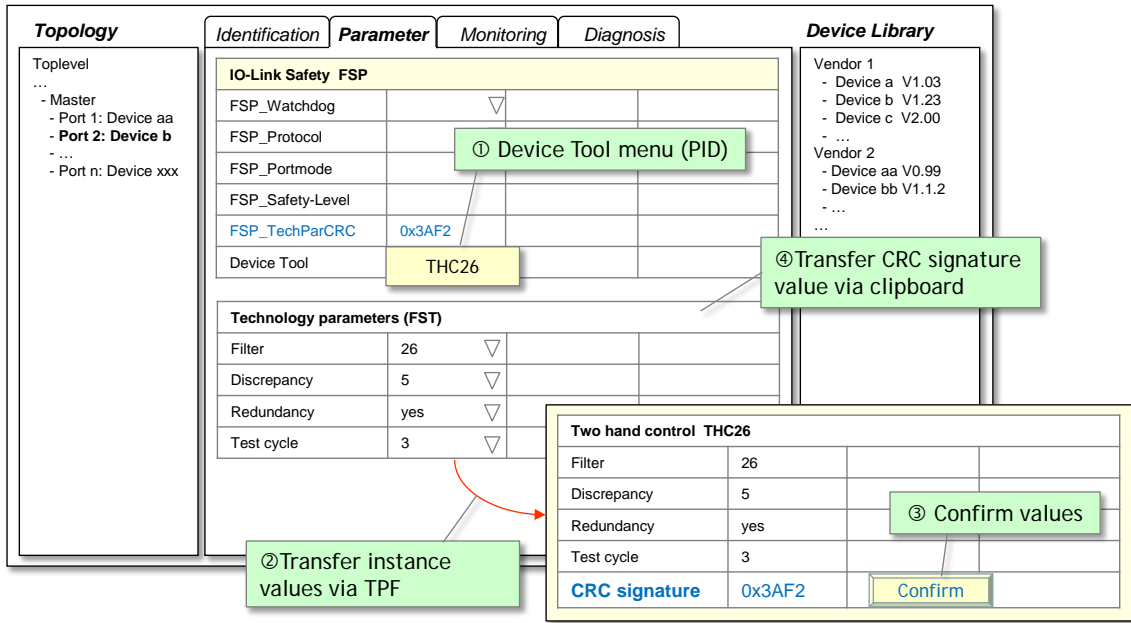 Topology
Toplevel
...
- Master
- Port 1: Device aa
- Port 2: Device b
- ...
- Port n: Device xxx
Identification Parameter Monitoring Diagnosis
IO-Link Safety FSP
FSP_Watchdog
FSP_Protocol
FSP_Portmode
FSP_Safety-Level
FSP_TechParCRC 0x3AF2
Device Tool THC26
① Device Tool menu (PID)
Technology parameters (FST)
Filter 26
Discrepancy 5
Redundancy yes
Test cycle 3
②Transfer instance
values via TPF
Device Library
Vendor 1
- Device a V1.03
- Device b V1.23
- Device c V2.00
- ...
Vendor 2
- Device aa V0.99
- Device bb V1.1.2
- ...
...
④Transfer CRC signature
value via clipboard
Two hand control THC26
Filter 26
Discrepancy 5
Redundancy yes
Test cycle 3
CRC signature 0x3AF2 Confirm
③ Confirm values